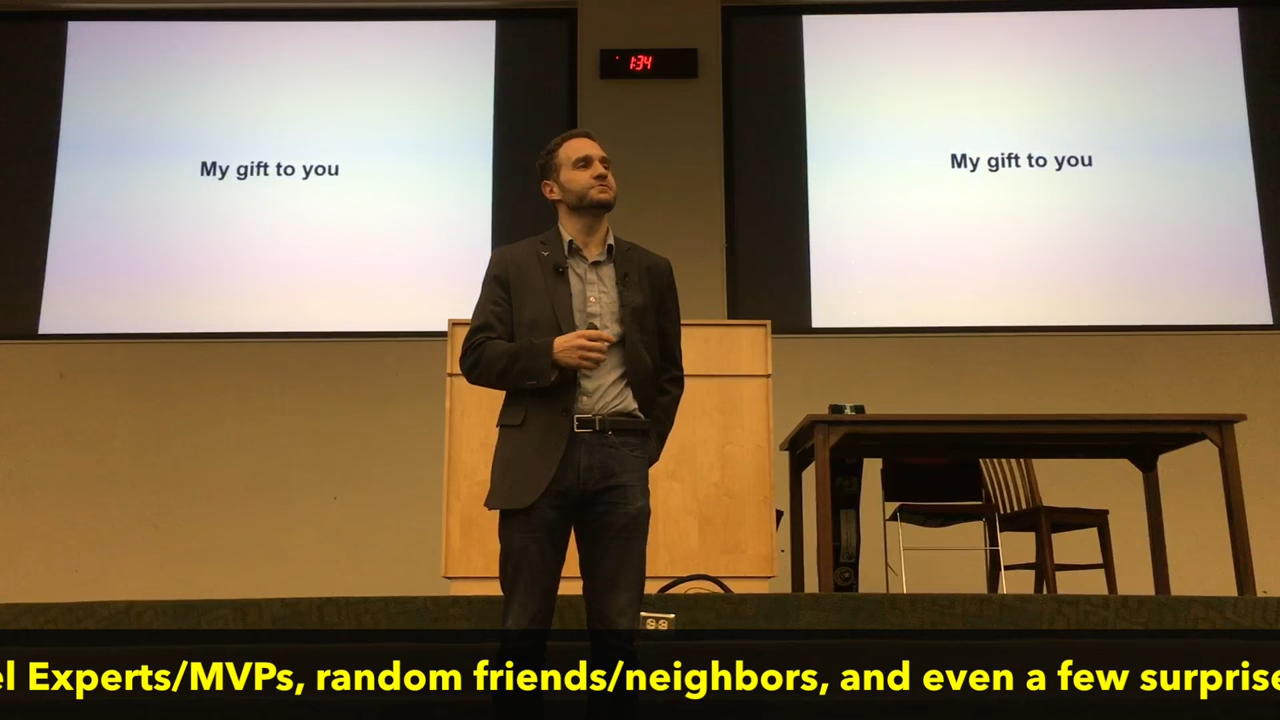 My gift to you
1:34
My gift to you
el Experts/MVPs, random friends/neighbors, and even a few surprise